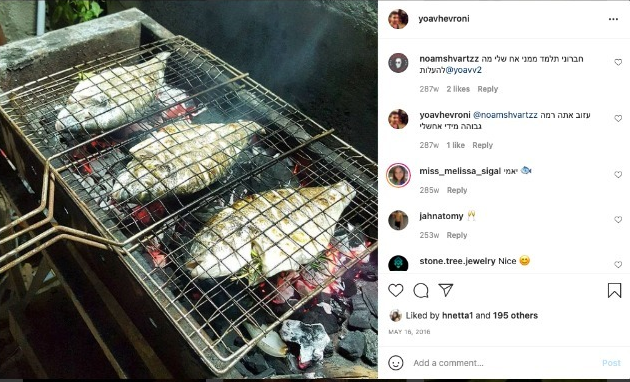 yoavhevroni
noamshvartzz חברוני תלמד ממני אח שלי מה
להעלות@yoavv2
287w 2 likes Reply
yoavhevroni @noamshvartzz עזוב אתה רמה
גבוהה מידי אחשלי
287w 1 like Reply
miss_melissa_sigal יאמי 🐟
285w Reply
jahnatomy 🥂
253w Reply
stone.tree.jewelry Nice 😊
Liked by hnetta1 and 195 others
MAY 16, 2016
Add a comment...
Post